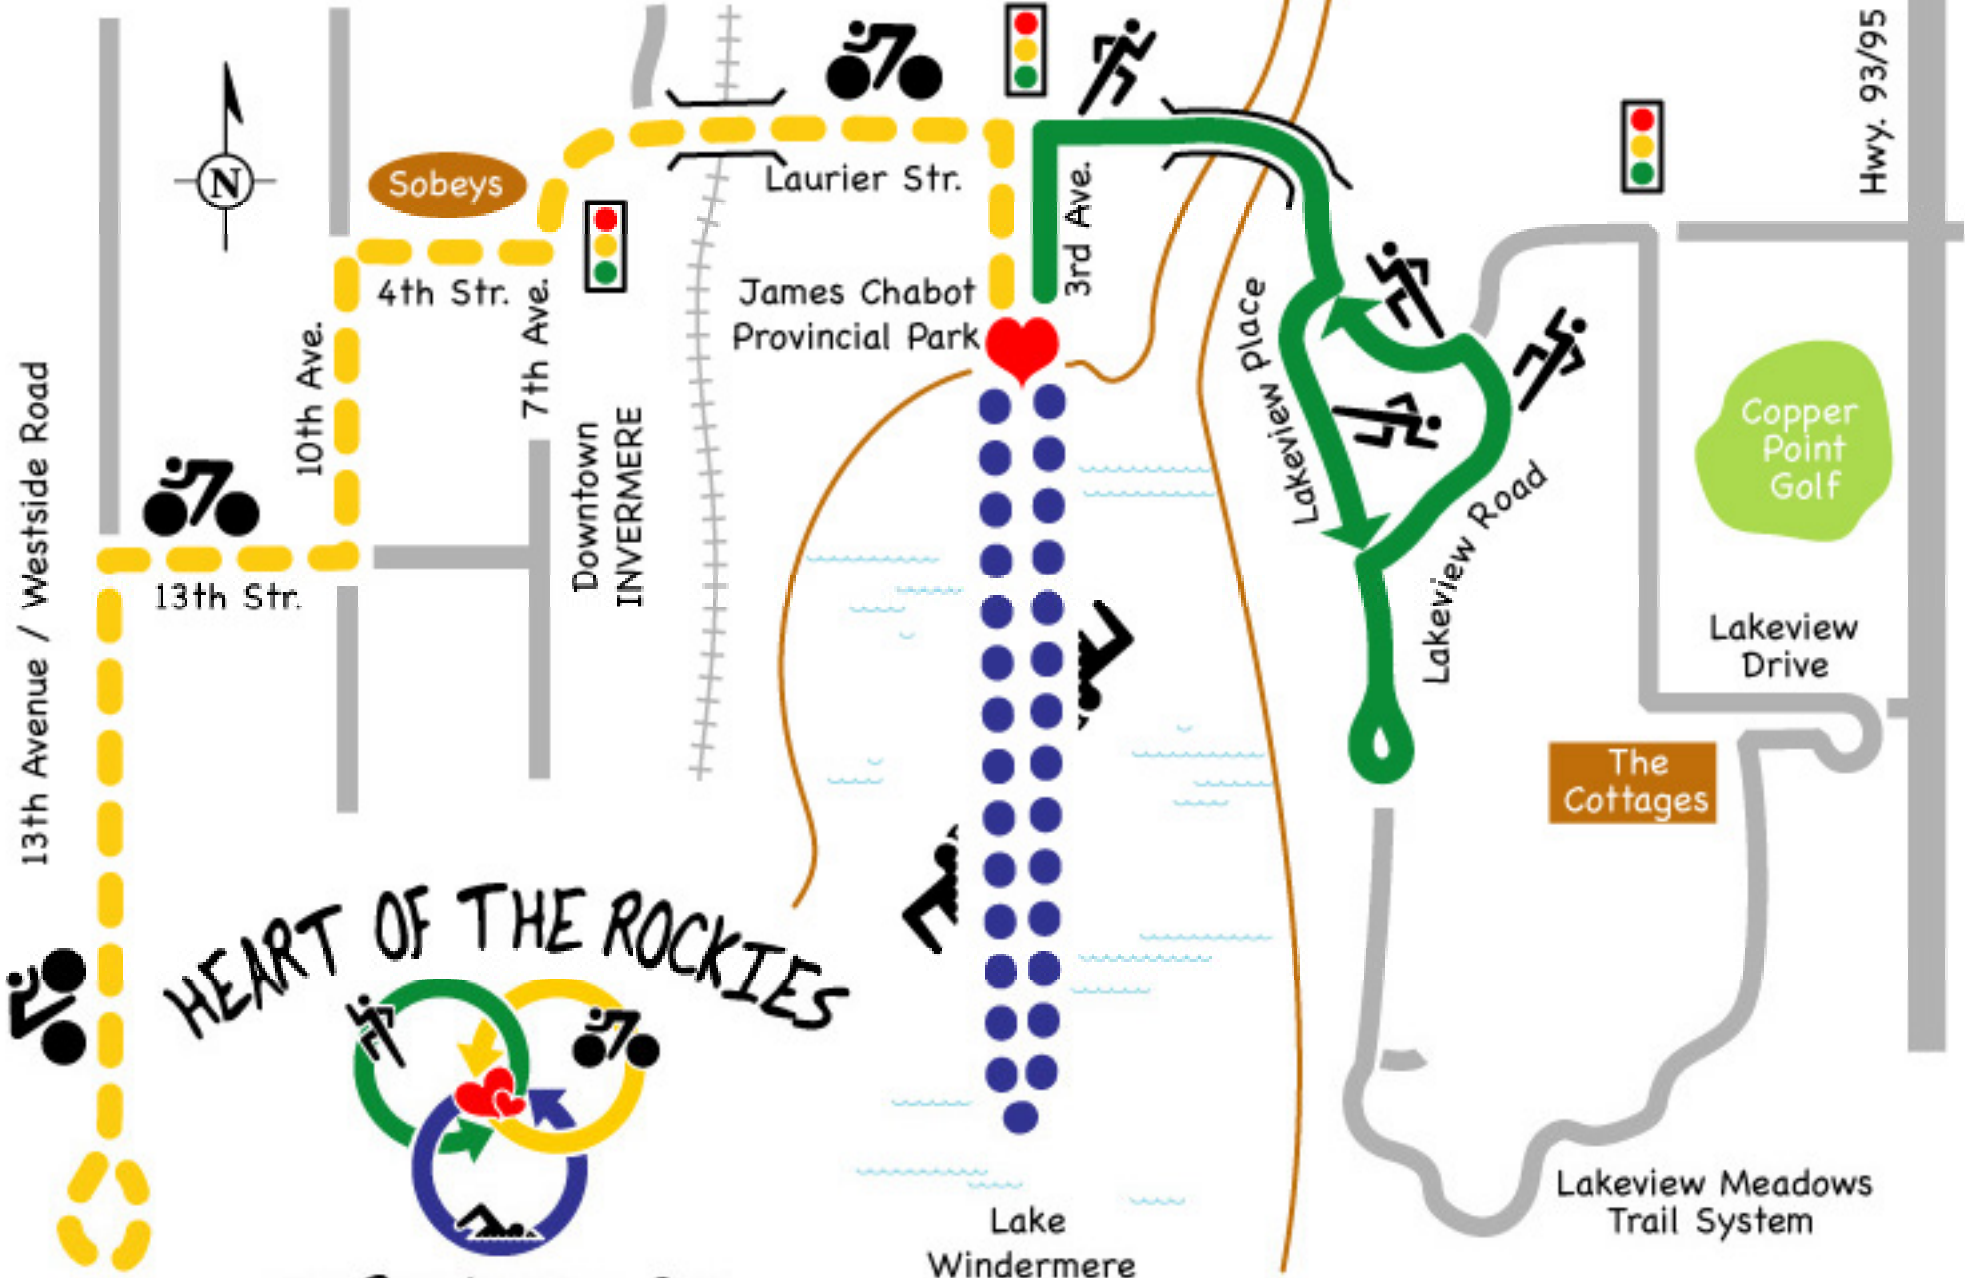 Hwy. 93/95
N
Sobeys
Laurier Str.
3rd Ave.
4th Str.
7th Ave.
10th Ave.
James Chabot
Provincial Park
Lakeview Place
Copper
Point
Golf
13th Avenue / Westside Road
Downtown
INVERMERE
Lakeview Road
13th Str.
Lakeview
Drive
The
Cottages
HEART OF THE ROCKIES
Lakeview Meadows
Trail System
Lake
Windermere